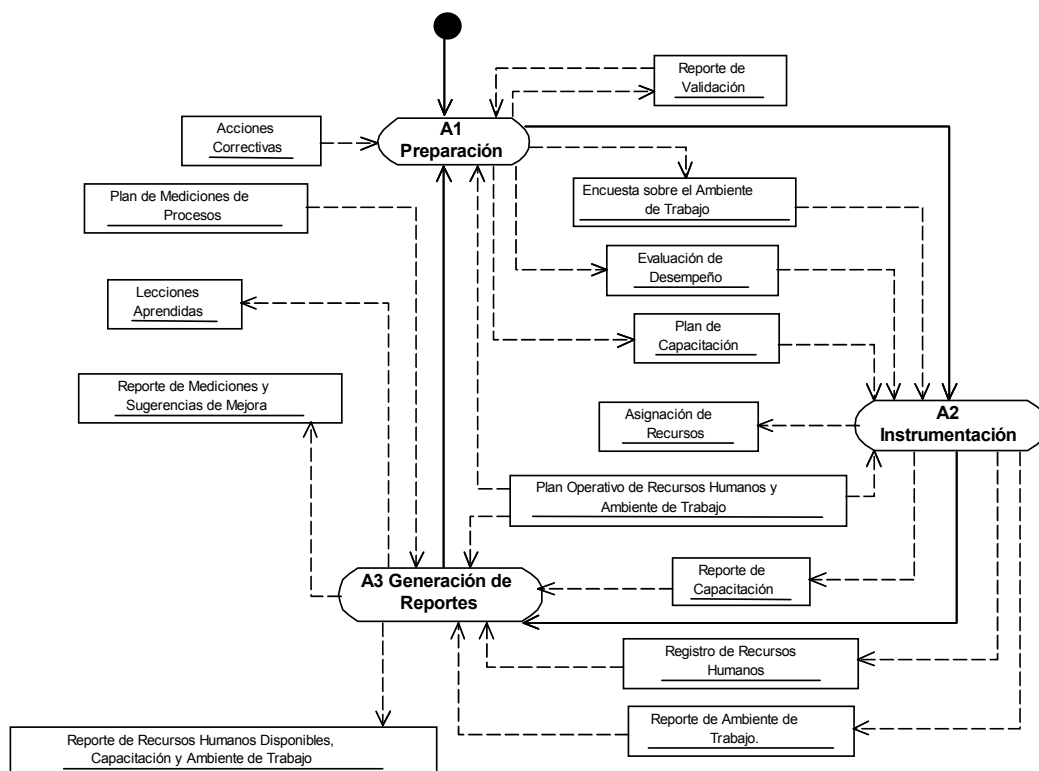 Reporte de
Validación
A1
Preparación
Acciones
Correctivas
Plan de Mediciones de
Procesos
Encuesta sobre el Ambiente
de Trabajo
Evaluación de
Desempeño
Lecciones
Aprendidas
Plan de
Capacitación
Reporte de Mediciones y
Sugerencias de Mejora
Asignación de
Recursos
A2
Instrumentación
Plan Operativo de Recursos Humanos y
Ambiente de Trabajo
A3 Generación de
Reportes
Reporte de
Capacitación
Registro de Recursos
Humanos
Reporte de Ambiente de
Trabajo.
Reporte de Recursos Humanos Disponibles,
Capacitación y Ambiente de Trabajo